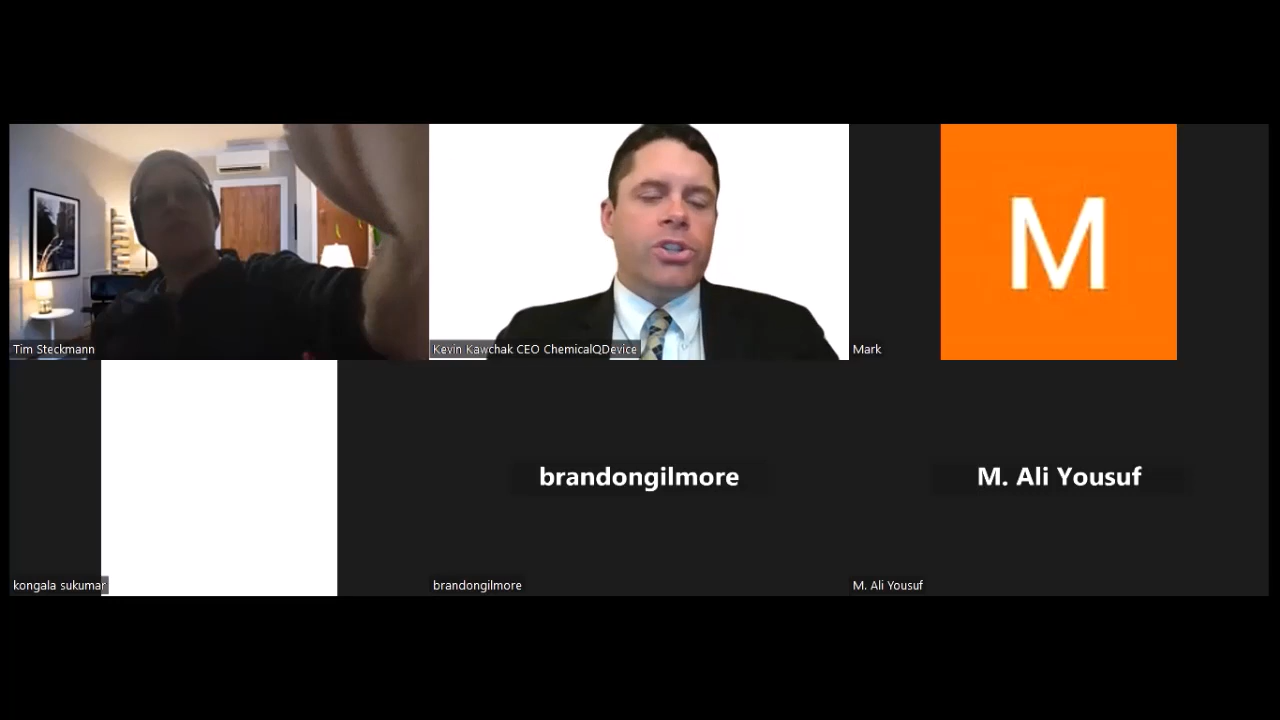 Tim Steckmann
Kevin Kawchak CEO ChemicalQDevice
M
Mark
brandongilmore
M. Ali Yousuf
kongala sukumar
brandongilmore
M. Ali Yousuf